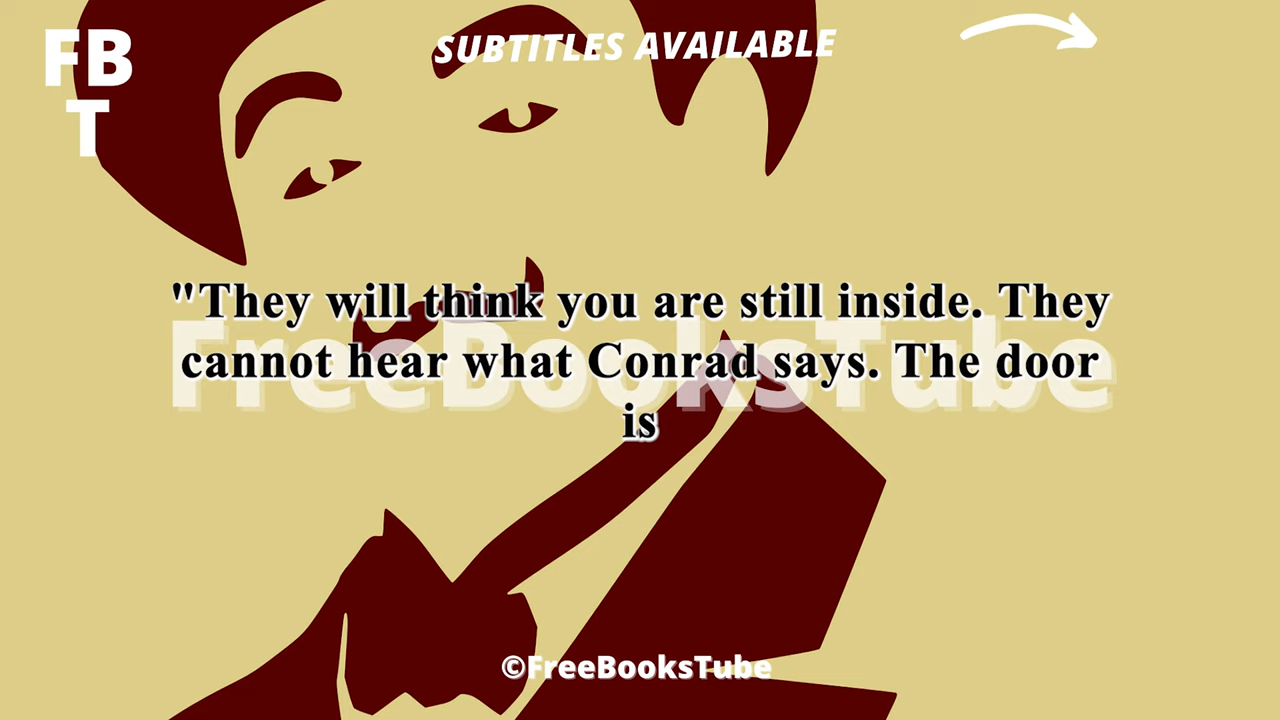 FB
T
SUBTITLES AVAILABLE
"They will think you are still inside. They
cannot hear what Conrad says. The door
is
FreeBooksTube
©FreeBooksTube